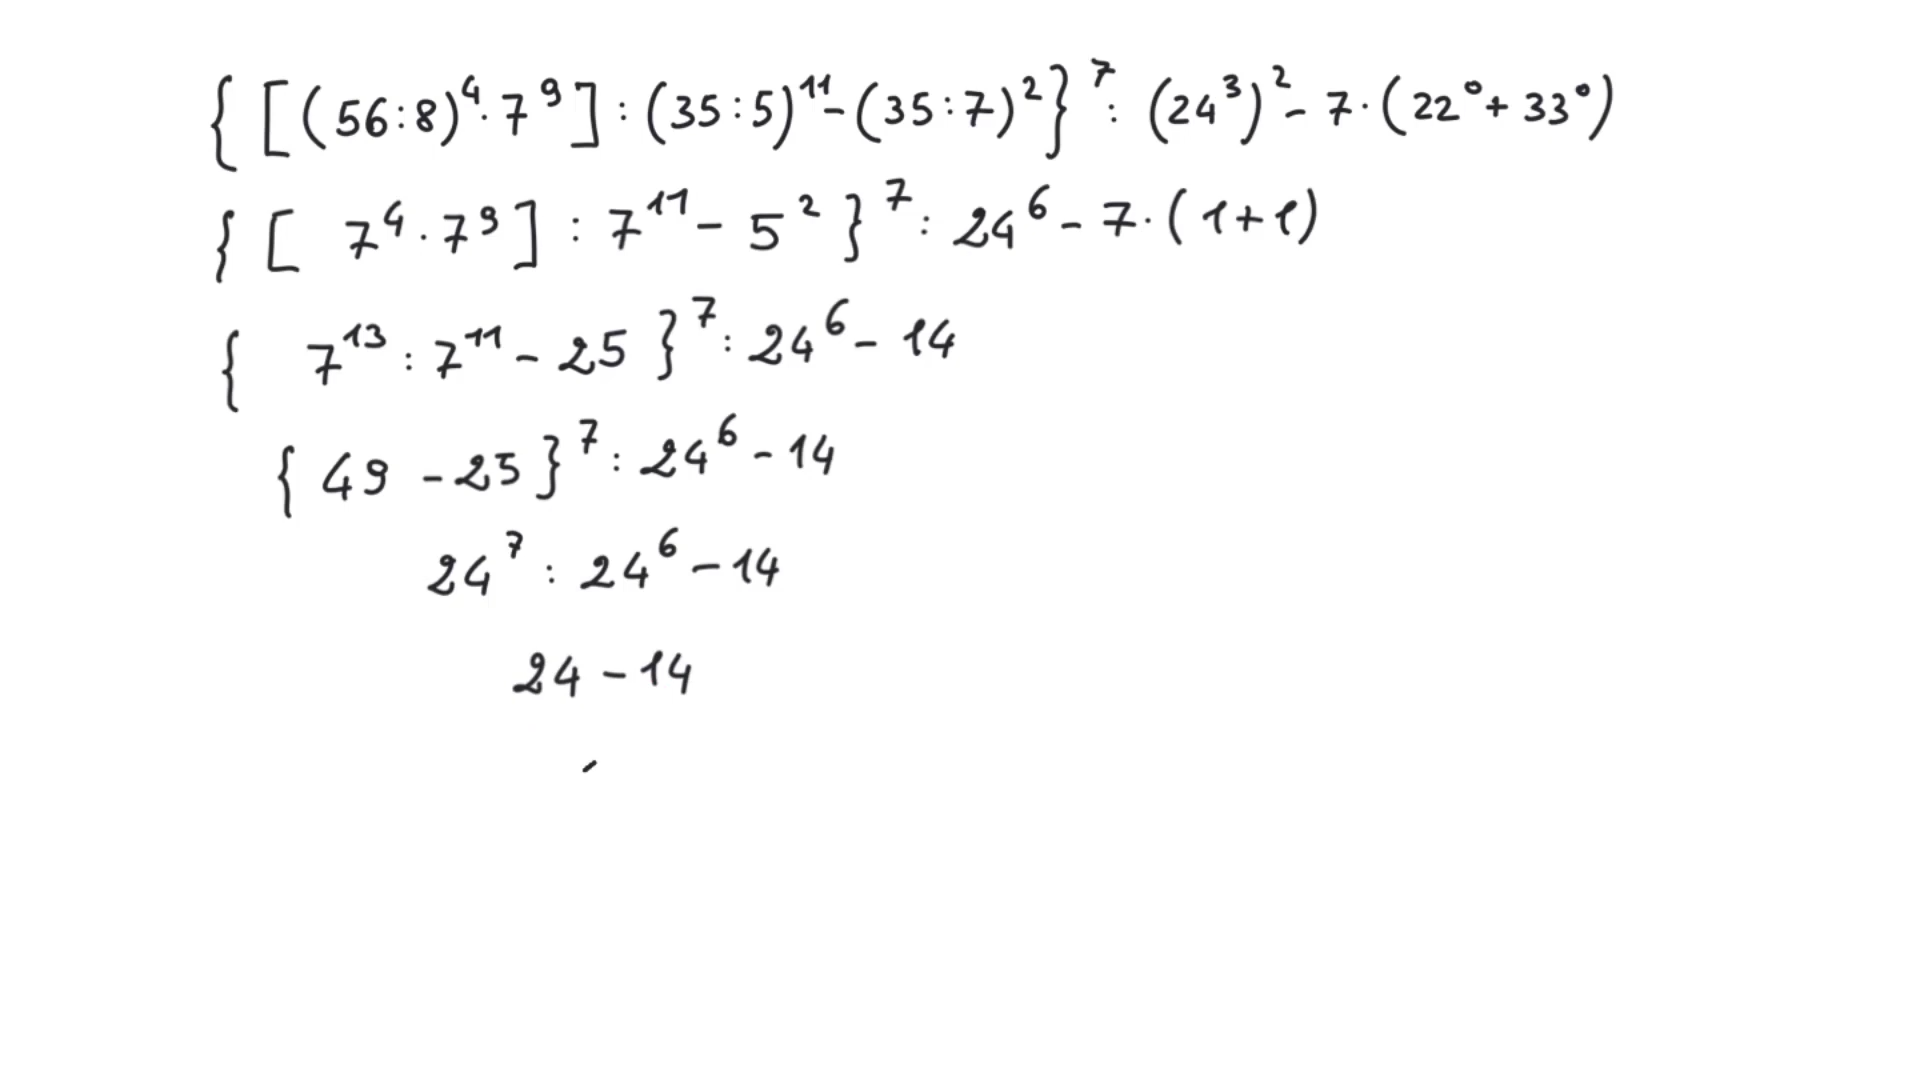 { [ (56:8)⁴ · 7⁹ ] : (35:5)¹¹ - (35:7)² }⁷ : (24³)² - 7 · (22⁰ + 33⁰)
{ [ 7⁴ · 7⁹ ] : 7¹¹ - 5² }⁷ : 24⁶ - 7 · (1+1)
{ 7¹³ : 7¹¹ - 25 }⁷ : 24⁶ - 14
{ 49 - 25 }⁷ : 24⁶ - 14
24⁷ : 24⁶ - 14
24 - 14